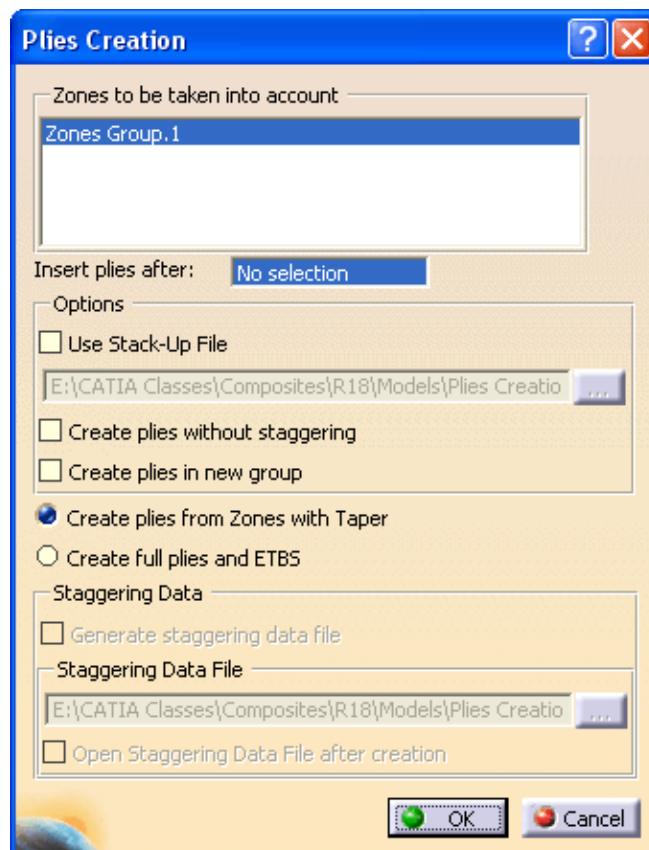 Plies Creation
Zones to be taken into account
Zones Group.1
Insert plies after: No selection
Options
Use Stack-Up File
E:\CATIA Classes\Composites\R18\Models\Plies Creatio ...
Create plies without staggering
Create plies in new group
Create plies from Zones with Taper
Create full plies and ETBS
Staggering Data
Generate staggering data file
Staggering Data File
E:\CATIA Classes\Composites\R18\Models\Plies Creatio ...
Open Staggering Data File after creation
OK Cancel